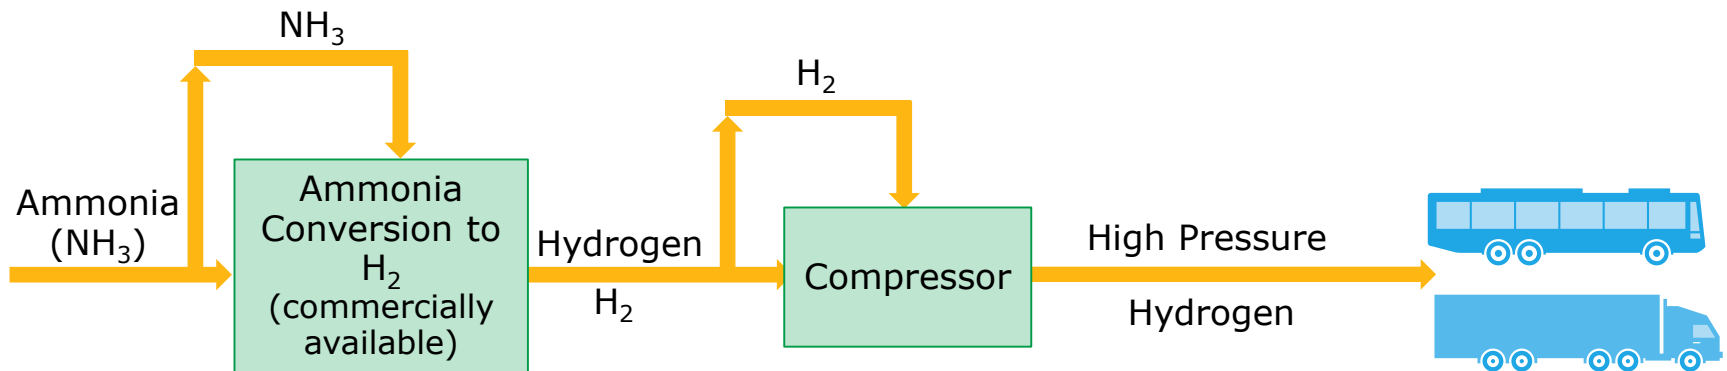 NH₃
H₂
Ammonia
(NH₃)
Ammonia
Conversion to
H₂
(commercially
available)
Hydrogen
H₂
Compressor
High Pressure
Hydrogen